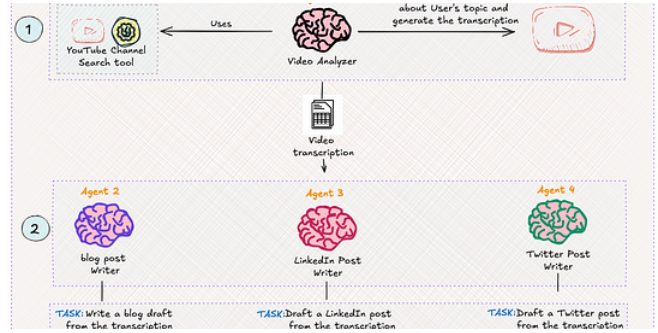 about User's topic and
generate the transcription
1
Uses
YouTube Channel
Search tool
Video Analyzer
Video
transcription
Agent 2
Agent 3
Agent 4
2
blog post
Writer
LinkedIn Post
Writer
Twitter Post
Writer
TASK: Write a blog draft
from the transcription
TASK: Draft a LinkedIn post
from the transcription
TASK: Draft a Twitter post
from the transcription